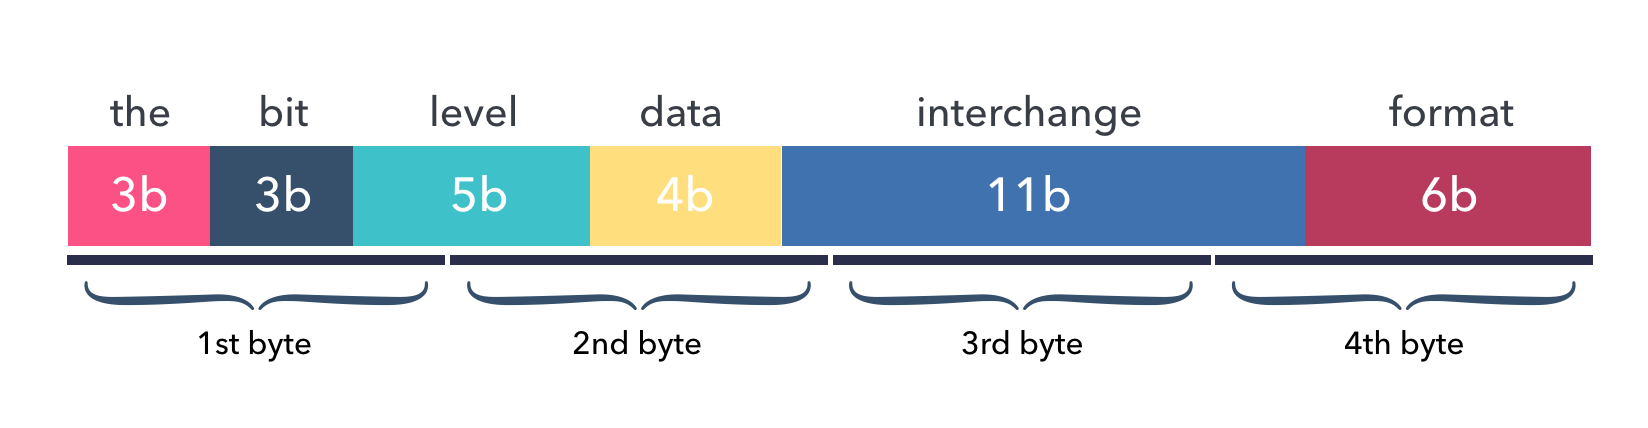 the bit level data interchange format
3b 3b 5b 4b 11b 6b
1st byte 2nd byte 3rd byte 4th byte